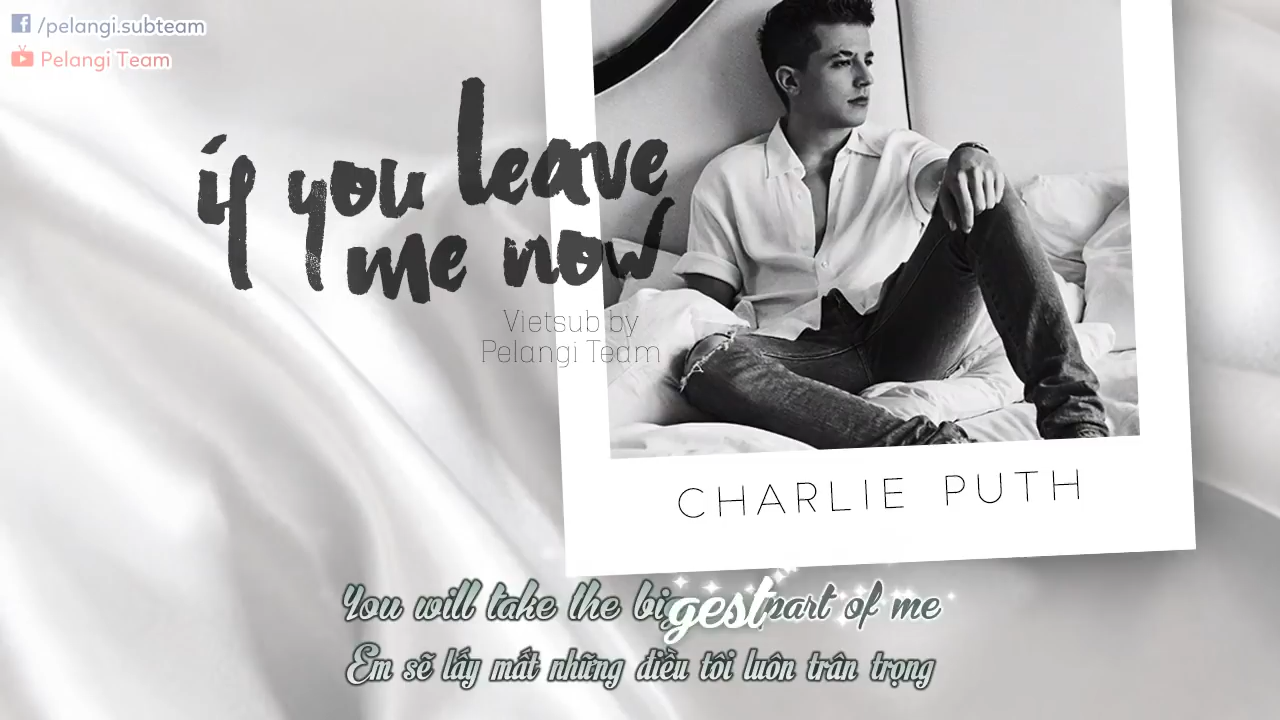 /pelangi.subteam
Pelangi Team
if you leave
me now
Vietsub by
Pelangi Team
CHARLIE PUTH
You will take the biggest part of me
Em sẽ lấy mất những điều tôi luôn trân trọng